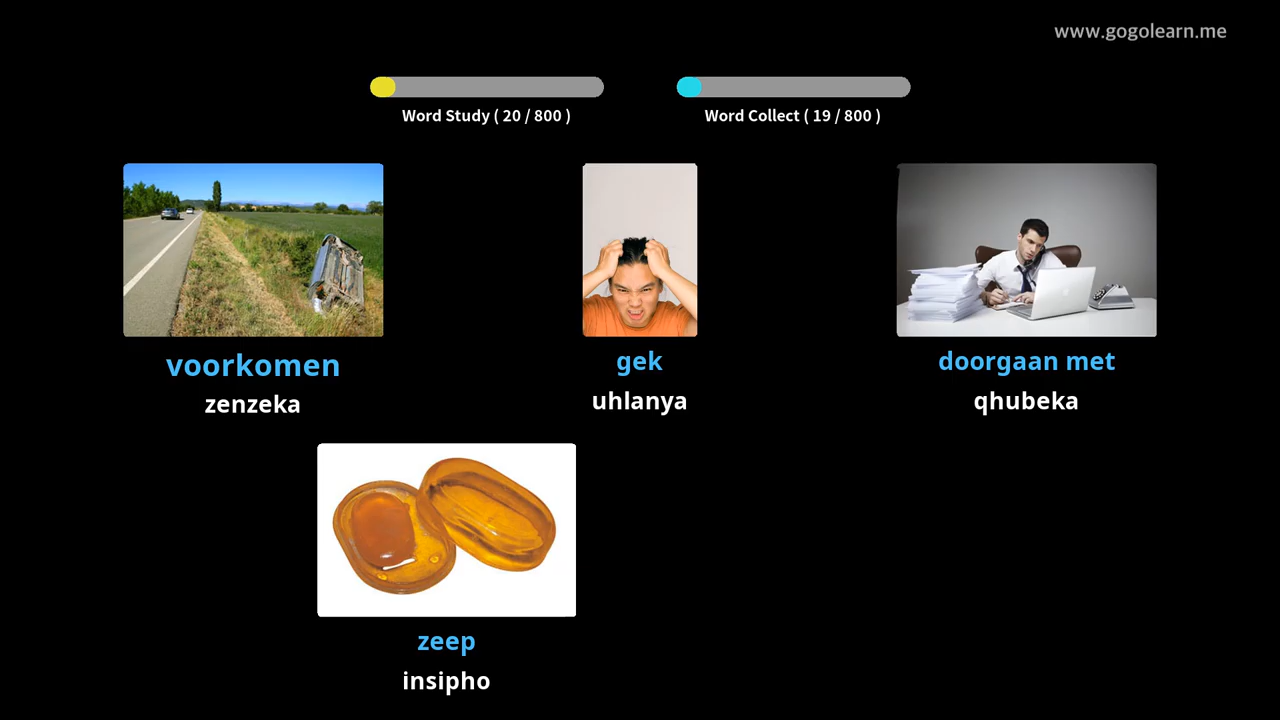 www.gogolearn.me
Word Study ( 20 / 800 )
Word Collect ( 19 / 800 )
voorkomen
zenzeka
gek
uhlanya
doorgaan met
qhubeka
zeep
insipho